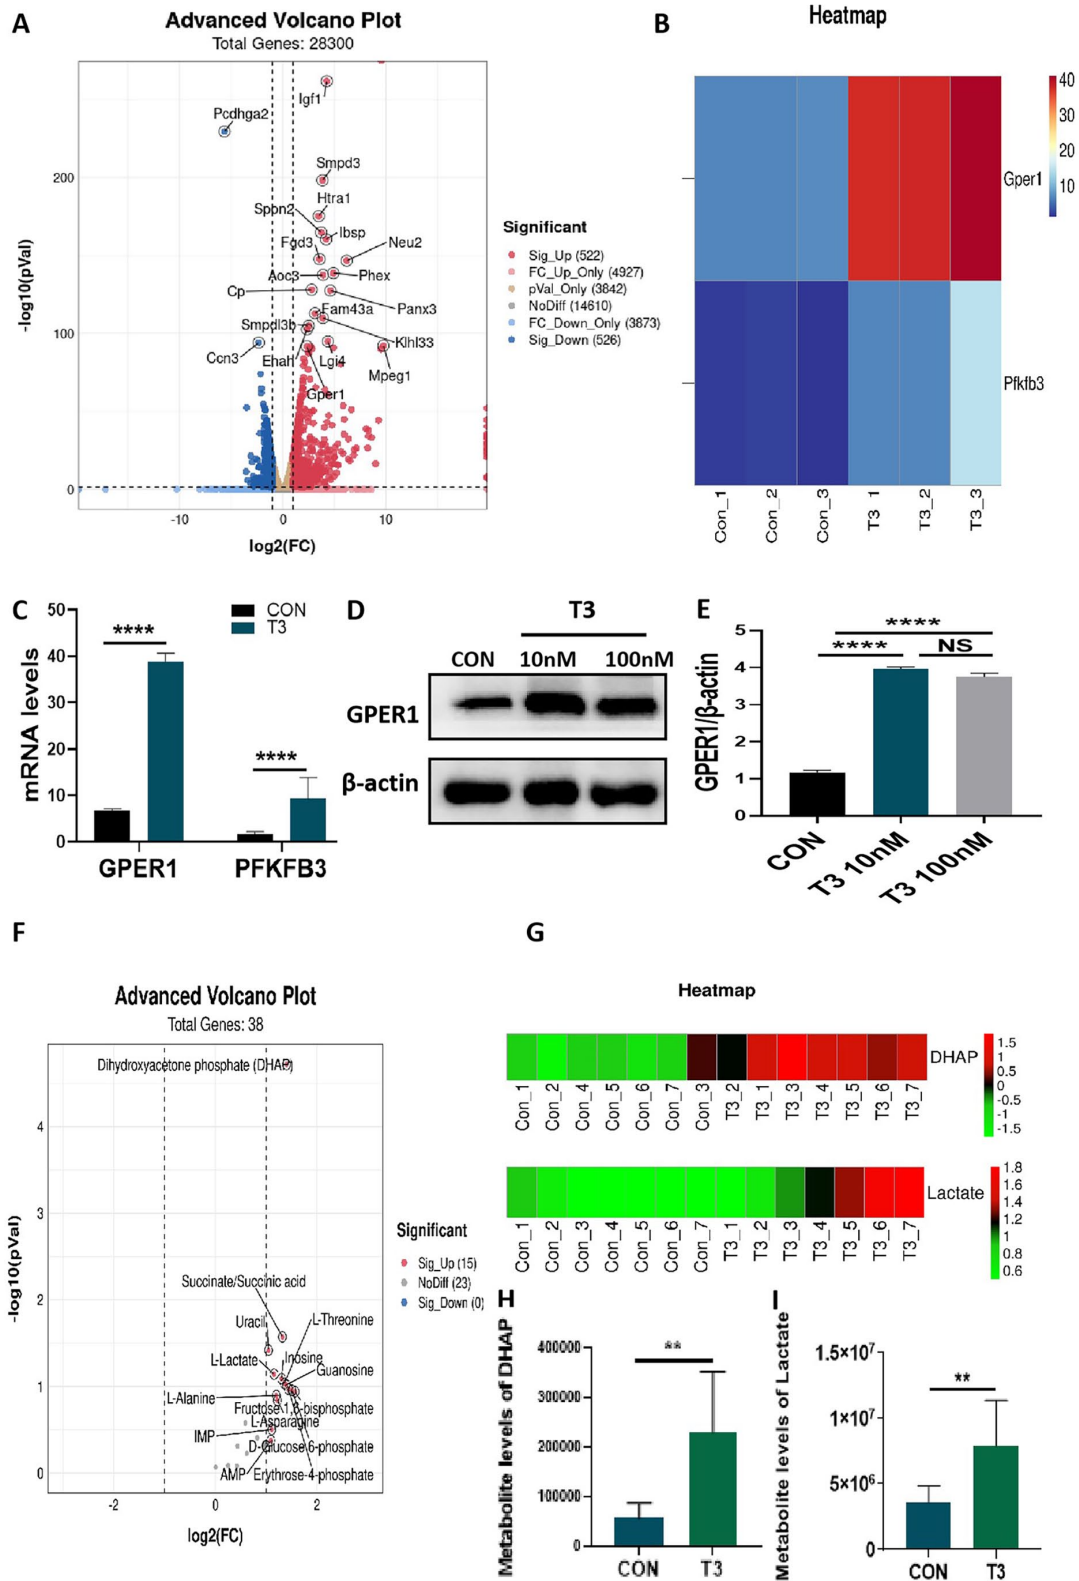 A
Advanced Volcano Plot
Total Genes: 28300
Igf1
Pcdhga2
Smpd3
Htra1
Spon2
Ibsp
Fgd3
Neu2
Aoc3
Phex
Cp
Panx3
Fam43a
Smpdl3b
Klhl33
Ccn3
Ehah
Lgi4
Mpeg1
Gper1
200
100
0
-10
0
10
-log10(pVal)
log2(FC)
Significant
Sig_Up (522)
FC_Up_Only (4927)
pVal_Only (3842)
NoDiff (14610)
FC_Down_Only (3873)
Sig_Down (526)
B
Heatmap
Gper1
Pfkfb3
40
30
20
10
Con_1
Con_2
Con_3
T3_1
T3_2
T3_3
C
CON
T3
mRNA levels
50
40
30
20
10
0
****
****
GPER1
PFKFB3
D
T3
CON
10nM
100nM
GPER1
β-actin
E
GPER1/β-actin
5
4
3
2
1
0
****
****
NS
CON
T3 10nM
T3 100nM
F
Advanced Volcano Plot
Total Genes: 38
Dihydroxyacetone phosphate (DHAP)
Succinate/Succinic acid
Uracil
L-Threonine
L-Lactate
Inosine
Guanosine
L-Alanine
Fructose 1,6-bisphosphate
L-Asparagine
IMP
D-Glucose 6-phosphate
AMP
Erythrose-4-phosphate
4
3
2
1
0
-2
0
2
-log10(pVal)
log2(FC)
Significant
Sig_Up (15)
NoDiff (23)
Sig_Down (0)
G
Heatmap
DHAP
1.5
1
0.5
0
-0.5
-1
-1.5
Con_1
Con_2
Con_4
Con_5
Con_6
Con_7
Con_3
T3_2
T3_1
T3_3
T3_4
T3_5
T3_6
T3_7
Lactate
1.8
1.6
1.4
1.2
1
0.8
0.6
Con_1
Con_2
Con_3
Con_4
Con_5
Con_6
Con_7
T3_1
T3_2
T3_3
T3_4
T3_5
T3_6
T3_7
H
Metabolite levels of DHAP
400000
300000
200000
100000
0
**
CON
T3
I
Metabolite levels of Lactate
1.5×10⁷
1×10⁷
5×10⁶
0
**
CON
T3